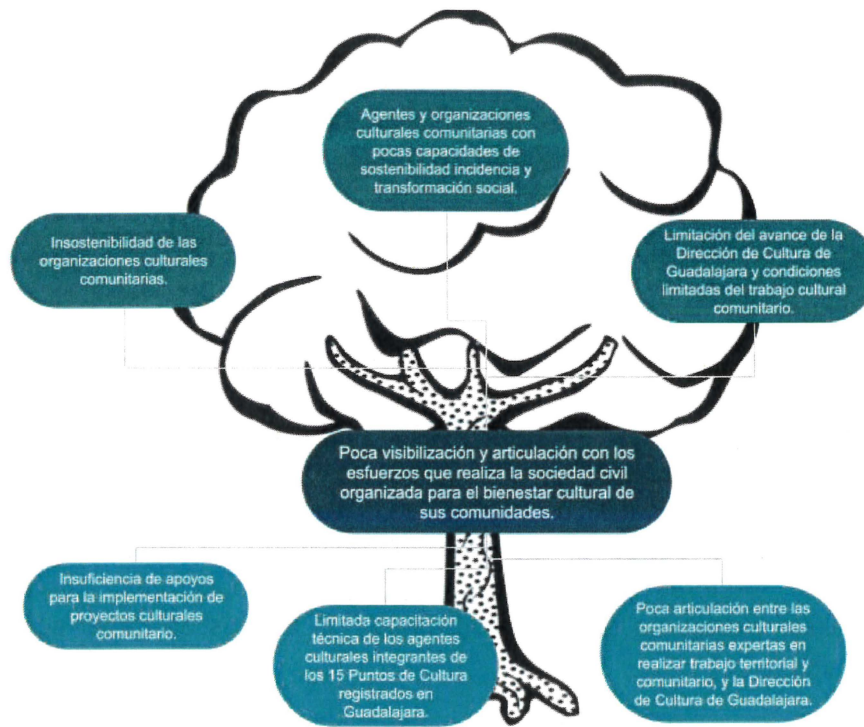 Agentes y organizaciones
culturales comunitarias con
pocas capacidades de
sostenibilidad incidencia y
transformación social.
Insostenibilidad de las
organizaciones culturales
comunitarias.
Limitación del avance de la
Dirección de Cultura de
Guadalajara y condiciones
limitadas del trabajo cultural
comunitario.
Poca visibilización y articulación con los
esfuerzos que realiza la sociedad civil
organizada para el bienestar cultural de
sus comunidades.
Insuficiencia de apoyos
para la implementación de
proyectos culturales
comunitario.
Limitada capacitación
técnica de los agentes
culturales integrantes de
los 15 Puntos de Cultura
registrados en
Guadalajara.
Poca articulación entre las
organizaciones culturales
comunitarias expertas en
realizar trabajo territorial y
comunitario, y la Dirección
de Cultura de Guadalajara.